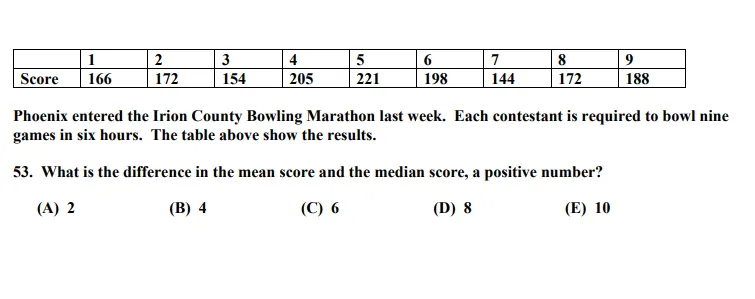 1 2 3 4 5 6 7 8 9
Score 166 172 154 205 221 198 144 172 188
Phoenix entered the Irion County Bowling Marathon last week. Each contestant is required to bowl nine
games in six hours. The table above show the results.
53. What is the difference in the mean score and the median score, a positive number?
(A) 2 (B) 4 (C) 6 (D) 8 (E) 10